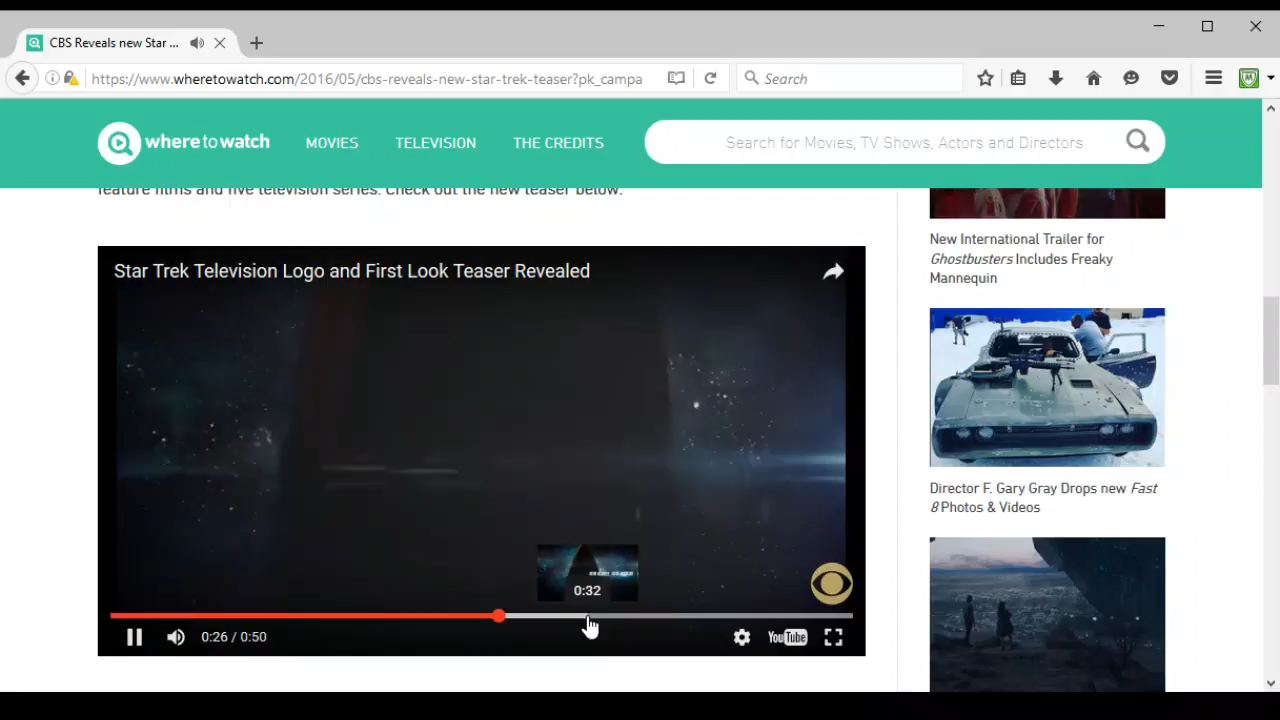 CBS Reveals new Star ...
https://www.wheretowatch.com/2016/05/cbs-reveals-new-star-trek-teaser?pk_campa
Search
wheretowatch
MOVIES
TELEVISION
THE CREDITS
Search for Movies, TV Shows, Actors and Directors
feature films and five television series. Check out the new teaser below.
Star Trek Television Logo and First Look Teaser Revealed
0:32
0:26 / 0:50
YouTube
New International Trailer for
Ghostbusters Includes Freaky
Mannequin
Director F. Gary Gray Drops new Fast
8 Photos & Videos